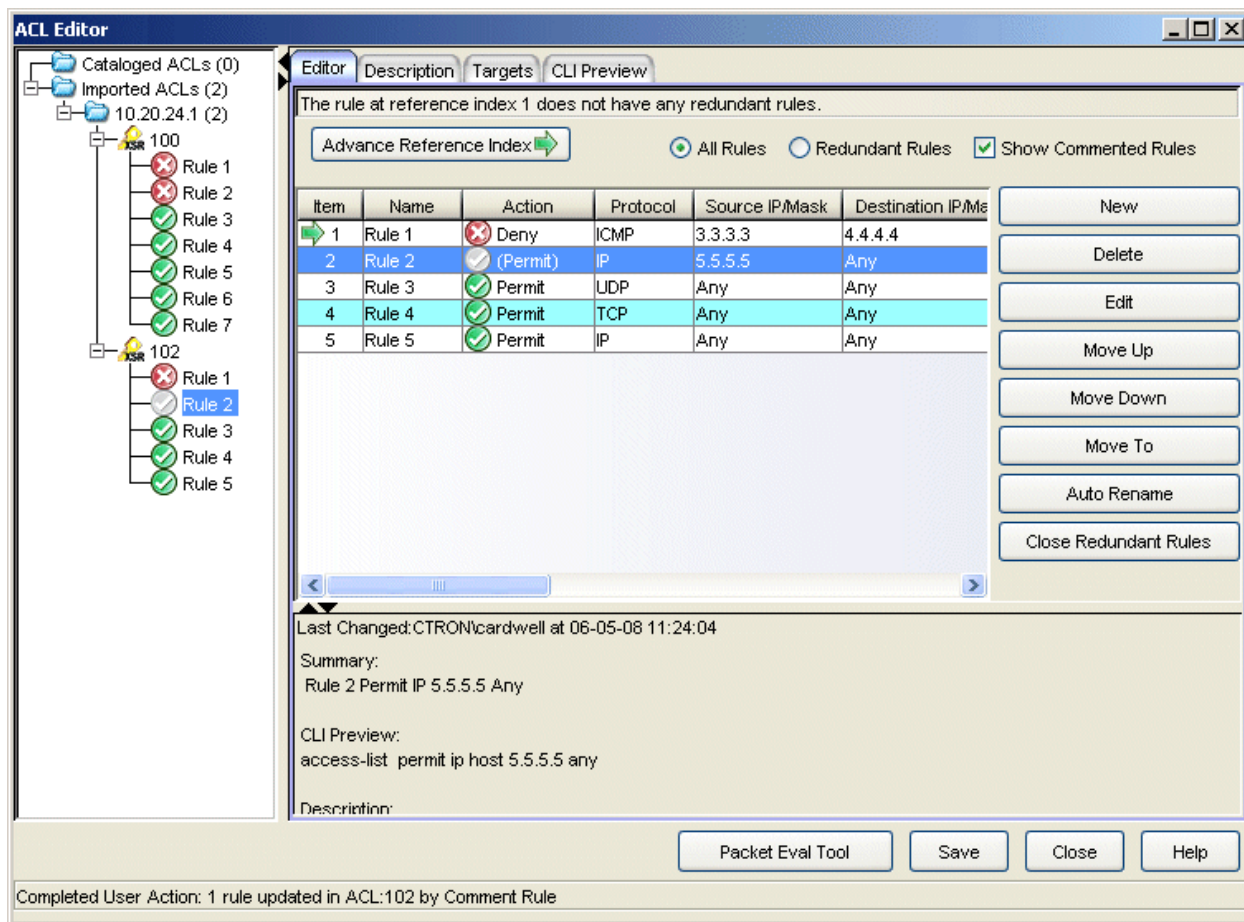 ACL Editor
Cataloged ACLs (0)
Imported ACLs (2)
10.20.24.1 (2)
XSR 100
Rule 1
Rule 2
Rule 3
Rule 4
Rule 5
Rule 6
Rule 7
XSR 102
Rule 1
Rule 2
Rule 3
Rule 4
Rule 5
Editor Description Targets CLI Preview
The rule at reference index 1 does not have any redundant rules.
Advance Reference Index All Rules Redundant Rules Show Commented Rules
Item Name Action Protocol Source IP/Mask Destination IP/Ma
1 Rule 1 Deny ICMP 3.3.3.3 4.4.4.4
2 Rule 2 (Permit) IP 5.5.5.5 Any
3 Rule 3 Permit UDP Any Any
4 Rule 4 Permit TCP Any Any
5 Rule 5 Permit IP Any Any
New
Delete
Edit
Move Up
Move Down
Move To
Auto Rename
Close Redundant Rules
Last Changed:CTRON\cardwell at 06-05-08 11:24:04
Summary:
Rule 2 Permit IP 5.5.5.5 Any
CLI Preview:
access-list permit ip host 5.5.5.5 any
Description:
Packet Eval Tool Save Close Help
Completed User Action: 1 rule updated in ACL:102 by Comment Rule